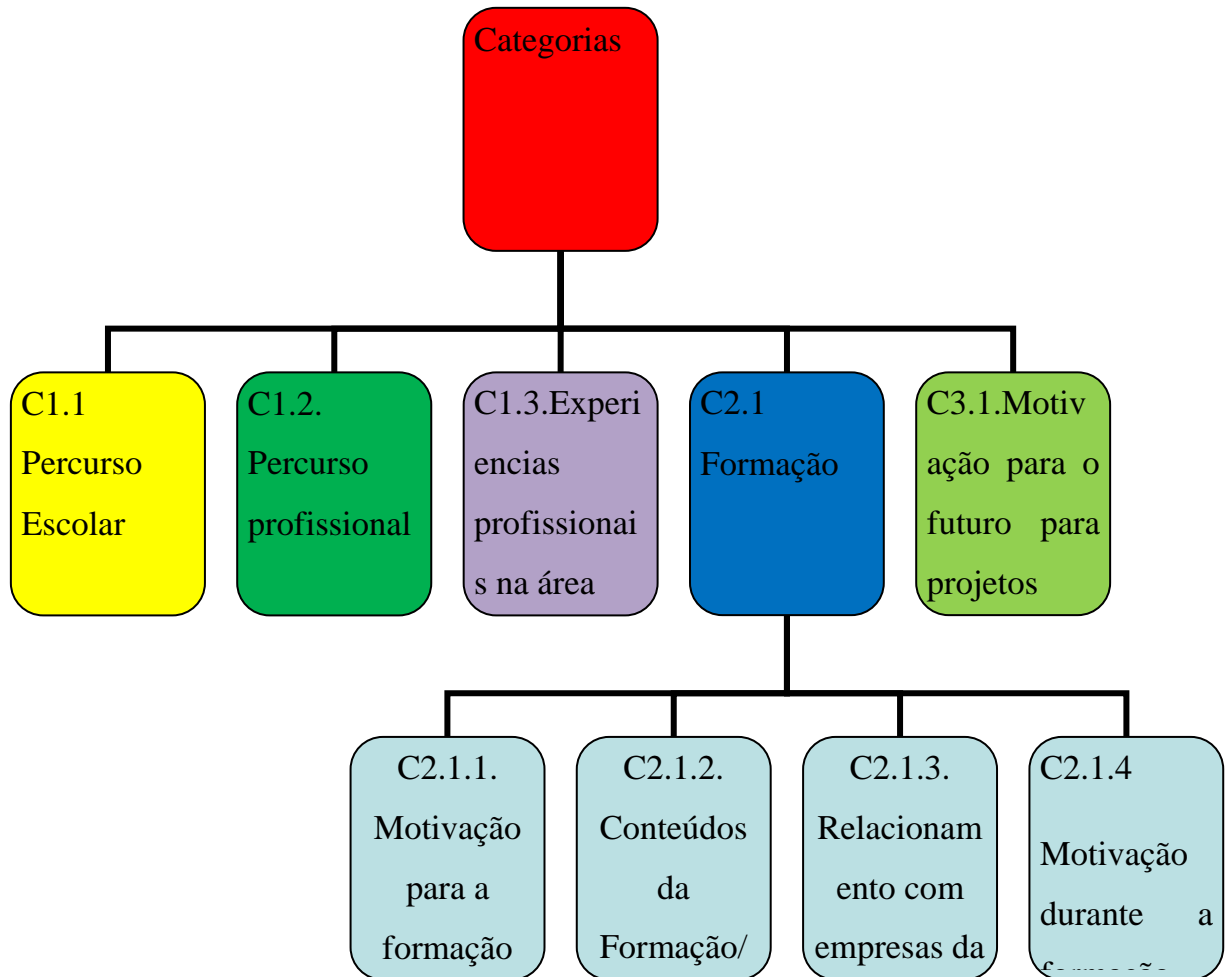 Categorias
C1.1
Percurso
Escolar
C1.2.
Percurso
profissional
C1.3.Experi
encias
profissionai
s na área
C2.1
Formação
C3.1.Motiv
ação para o
futuro para
projetos
C2.1.1.
Motivação
para a
formação
C2.1.2.
Conteúdos
da
Formação/
C2.1.3.
Relacionam
ento com
empresas da
C2.1.4
Motivação
durante a